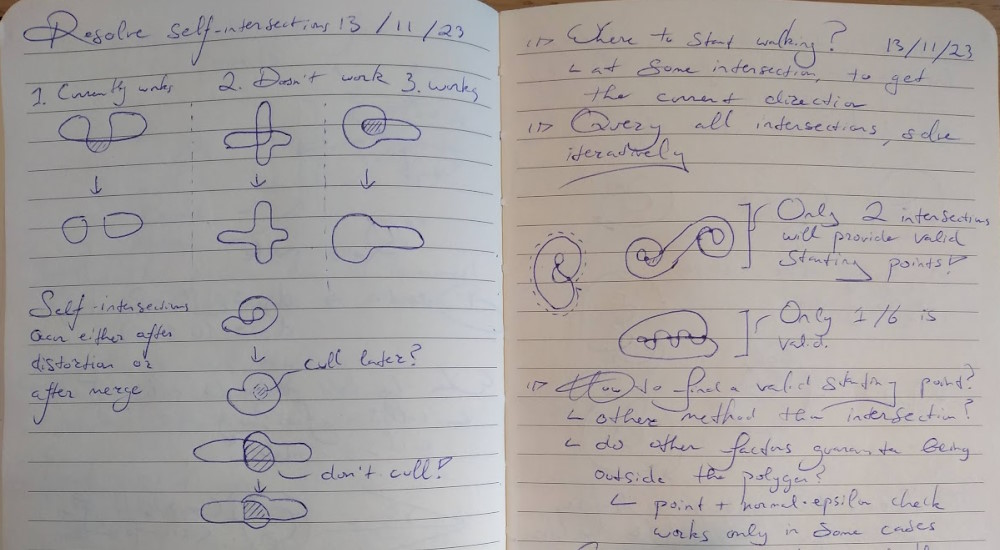 Resolve self-intersections 13/11/23
1. Currently works
2. Doesn't work
3. works
Self-intersections
occur either after
distortion or
after merge
cull later?
don't cull!
Where to start walking? 13/11/23
at some intersection, to get
the current direction
Query all intersections, solve
iteratively
Only 2 intersections
will provide valid
starting points!
Only 1/6 is
valid.
How to find a valid starting point?
other method than intersection?
do other factors guarantee being
outside the polygon?
point + normal·epsilon check
works only in some cases